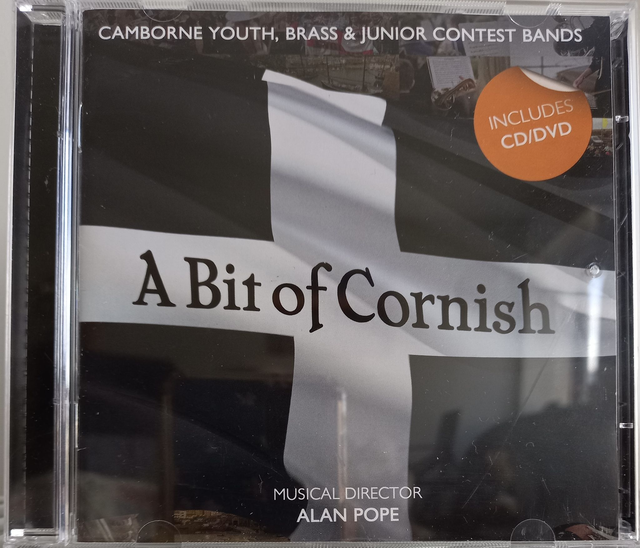 CAMBORNE YOUTH, BRASS & JUNIOR CONTEST BANDS
INCLUDES
CD/DVD
A Bit of Cornish
MUSICAL DIRECTOR
ALAN POPE